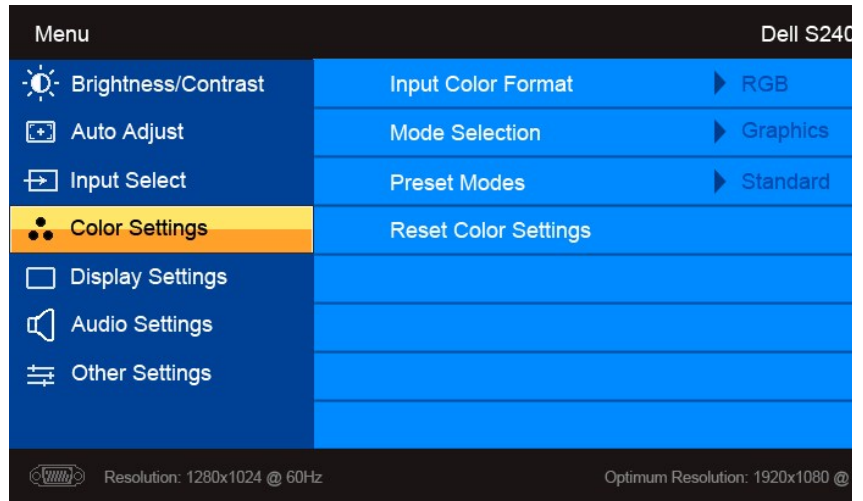 Menu
Dell S240
Brightness/Contrast
Auto Adjust
Input Select
Color Settings
Display Settings
Audio Settings
Other Settings
Input Color Format
RGB
Mode Selection
Graphics
Preset Modes
Standard
Reset Color Settings
Resolution: 1280x1024 @ 60Hz
Optimum Resolution: 1920x1080 @